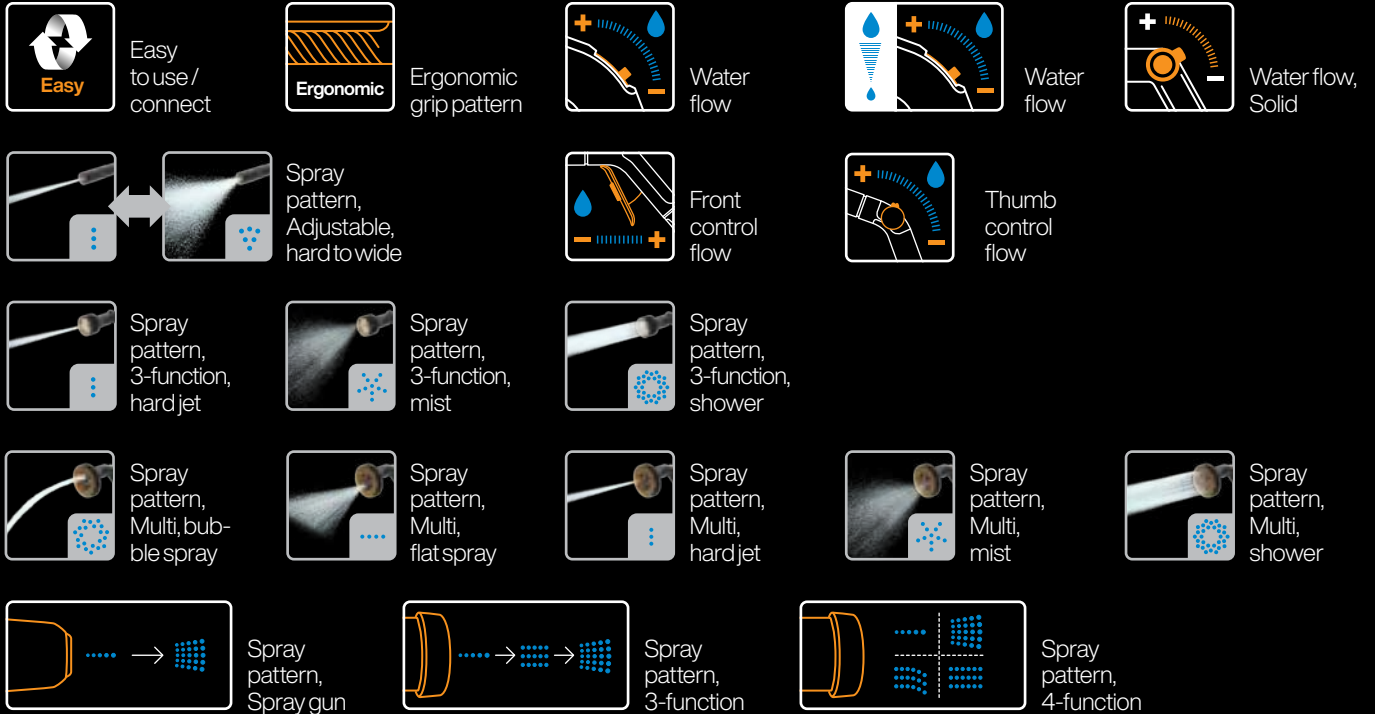 Easy
Easy
to use /
connect
Ergonomic
Ergonomic
grip pattern
Water
flow
Water
flow
Water flow,
Solid
Spray
pattern,
Adjustable,
hard to wide
Front
control
flow
Thumb
control
flow
Spray
pattern,
3-function,
hard jet
Spray
pattern,
3-function,
mist
Spray
pattern,
3-function,
shower
Spray
pattern,
Multi, bub-
ble spray
Spray
pattern,
Multi,
flat spray
Spray
pattern,
Multi,
hard jet
Spray
pattern,
Multi,
mist
Spray
pattern,
Multi,
shower
Spray
pattern,
Spray gun
Spray
pattern,
3-function
Spray
pattern,
4-function